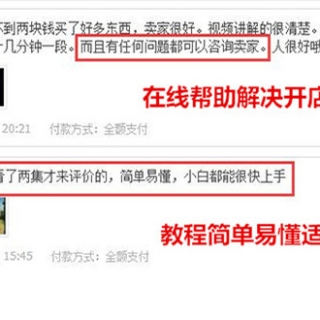 不到两块钱买了好多东西，卖家很好。视频讲解的很清楚。
十几分钟一段。而且有任何问题都可以咨询卖家。人很好哦
在线帮助解决开店
20:21 付款方式：全额支付
看了两集才来评价的，简单易懂，小白都能很快上手
教程简单易懂适
15:45 付款方式：全额支付